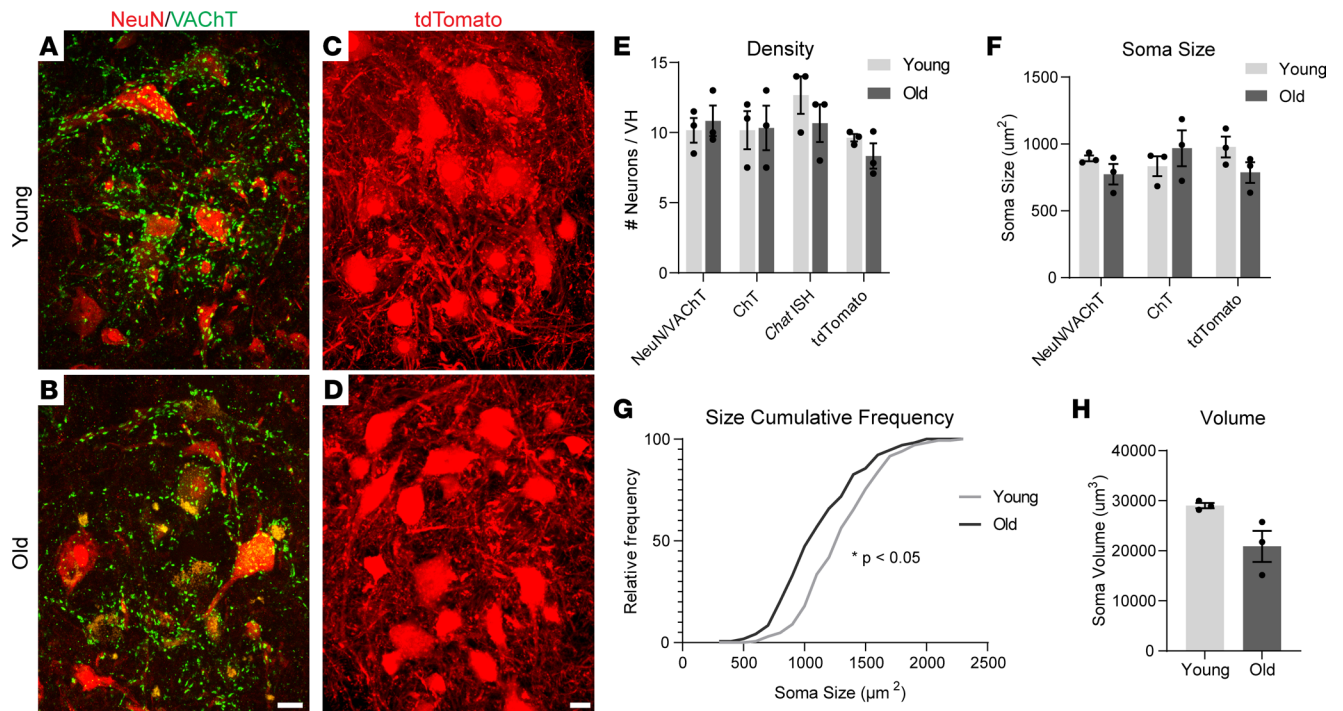 NeuN/VAChT
tdTomato
A
C
Young
B
D
Old
E
Density
Young
Old
# Neurons / VH
15
10
5
0
NeuN/VAChT
ChT
Chat ISH
tdTomato
F
Soma Size
Young
Old
Soma Size (um²)
1500
1000
500
0
NeuN/VAChT
ChT
tdTomato
G
Size Cumulative Frequency
Relative frequency
100
50
0
0
500
1000
1500
2000
2500
Young
Old
* p < 0.05
Soma Size (µm ²)
H
Volume
Soma Volume (um³)
40000
30000
20000
10000
0
Young
Old